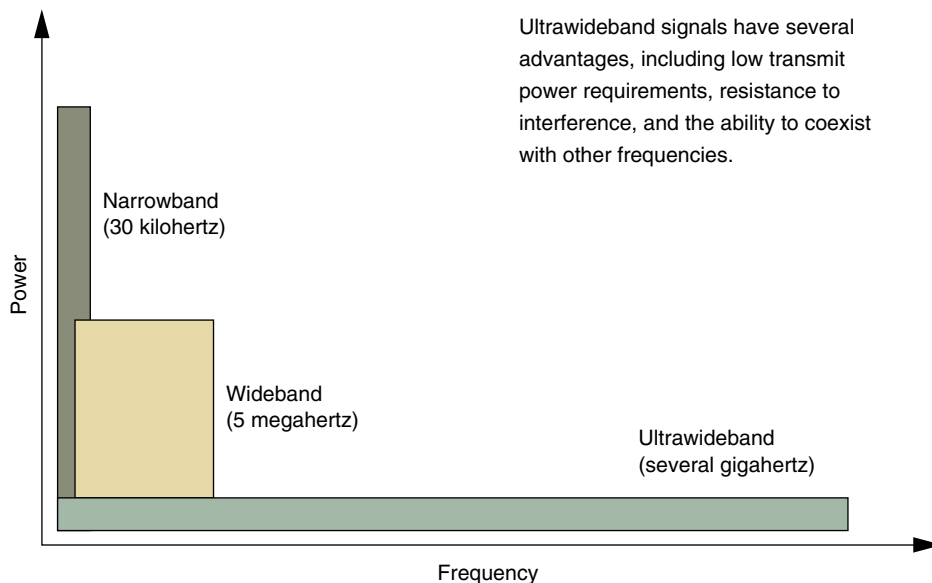 Ultrawideband signals have several
advantages, including low transmit
power requirements, resistance to
interference, and the ability to coexist
with other frequencies.
Narrowband
(30 kilohertz)
Power
Wideband
(5 megahertz)
Ultrawideband
(several gigahertz)
Frequency